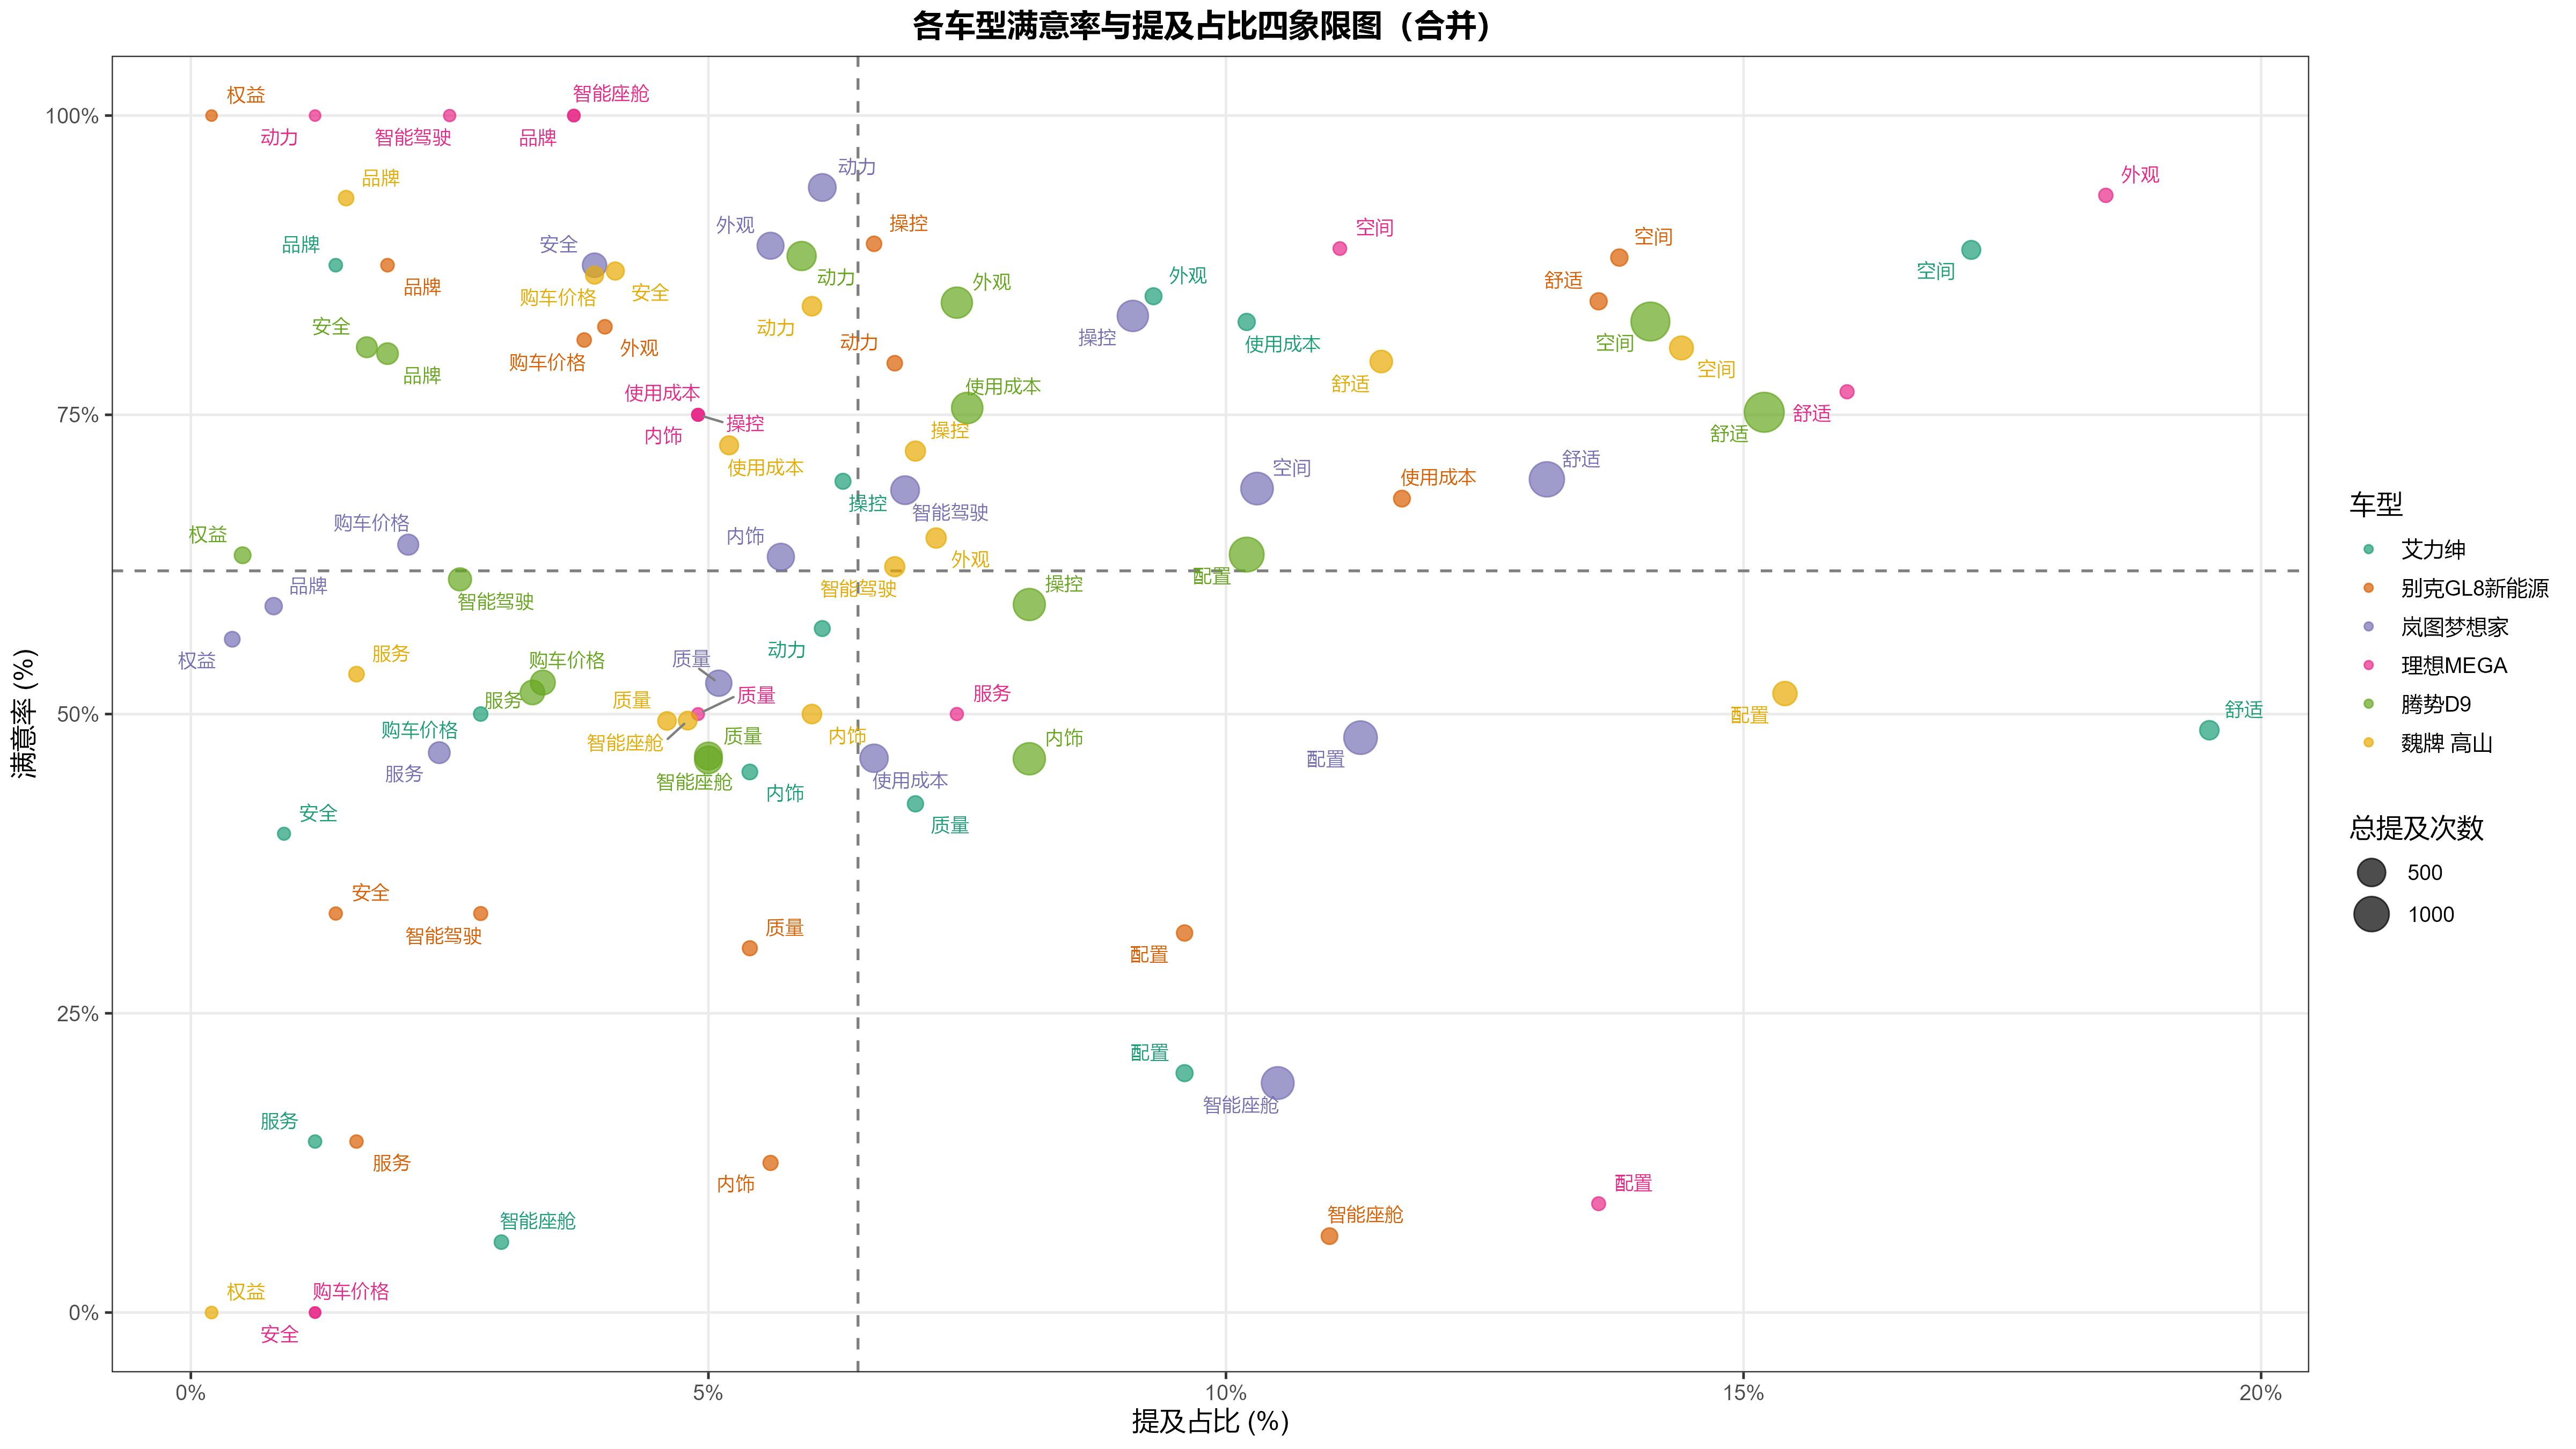 各车型满意率与提及占比四象限图（合并）
满意率 (%)
100%
75%
50%
25%
0%
权益
动力
智能驾驶
智能座舱
品牌
品牌
品牌
品牌
安全
品牌
安全
购车价格
安全
购车价格
外观
动力
外观
动力
动力
操控
外观
动力
使用成本
操控
外观
操控
使用成本
空间
外观
空间
空间
舒适
空间
空间
舒适
舒适
舒适
使用成本
操控
内饰
使用成本
操控
智能驾驶
内饰
外观
智能驾驶
空间
使用成本
舒适
配置
操控
权益
购车价格
品牌
智能驾驶
权益
服务
购车价格
服务
购车价格
服务
动力
质量
质量
质量
智能座舱
质量
智能座舱
内饰
内饰
使用成本
质量
服务
内饰
配置
配置
舒适
安全
安全
智能驾驶
质量
配置
配置
智能座舱
服务
服务
内饰
智能座舱
智能座舱
配置
权益
购车价格
安全
0%
5%
10%
15%
20%
提及占比 (%)
车型
艾力绅
别克GL8新能源
岚图梦想家
理想MEGA
腾势D9
魏牌 高山
总提及次数
500
1000